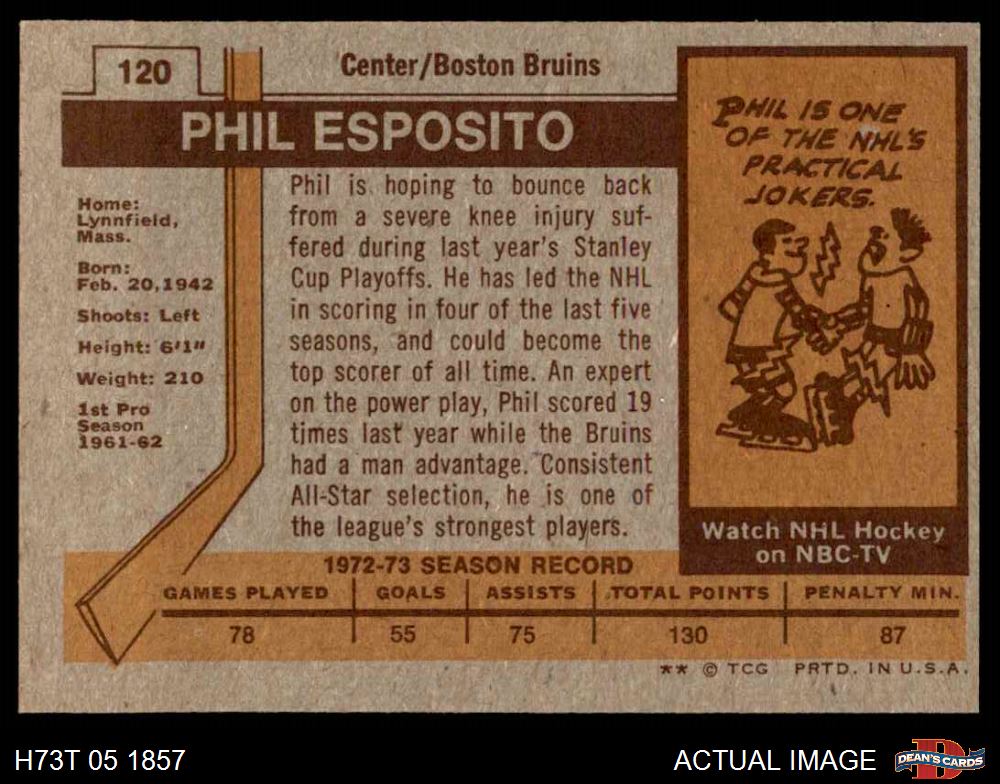 120
Center/Boston Bruins
PHIL ESPOSITO
Home:
Lynnfield,
Mass.
Born:
Feb. 20,1942
Shoots: Left
Height: 6'1"
Weight: 210
1st Pro
Season
1961-62
Phil is hoping to bounce back
from a severe knee injury suf-
fered during last year's Stanley
Cup Playoffs. He has led the NHL
in scoring in four of the last five
seasons, and could become the
top scorer of all time. An expert
on the power play, Phil scored 19
times last year while the Bruins
had a man advantage. Consistent
All-Star selection, he is one of
the league's strongest players.
PHIL IS ONE
OF THE NHL'S
PRACTICAL
JOKERS.
Watch NHL Hockey
on NBC-TV
1972-73 SEASON RECORD
GAMES PLAYED GOALS ASSISTS TOTAL POINTS PENALTY MIN.
78 55 75 130 87
** © TCG PRTD. IN U.S.A.
H73T 05 1857 ACTUAL IMAGE DEAN'S CARDS